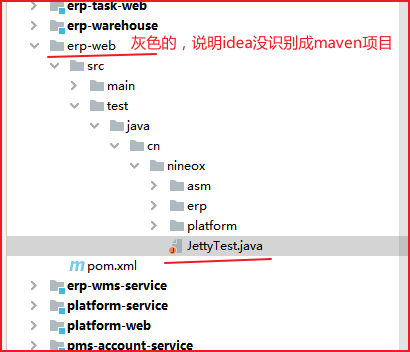 erp-task-web
erp-warehouse
erp-web 灰色的，说明idea没识别成maven项目
src
main
test
java
cn
nineox
asm
erp
platform
JettyTest.java
pom.xml
erp-wms-service
platform-service
platform-web
pms-account-service